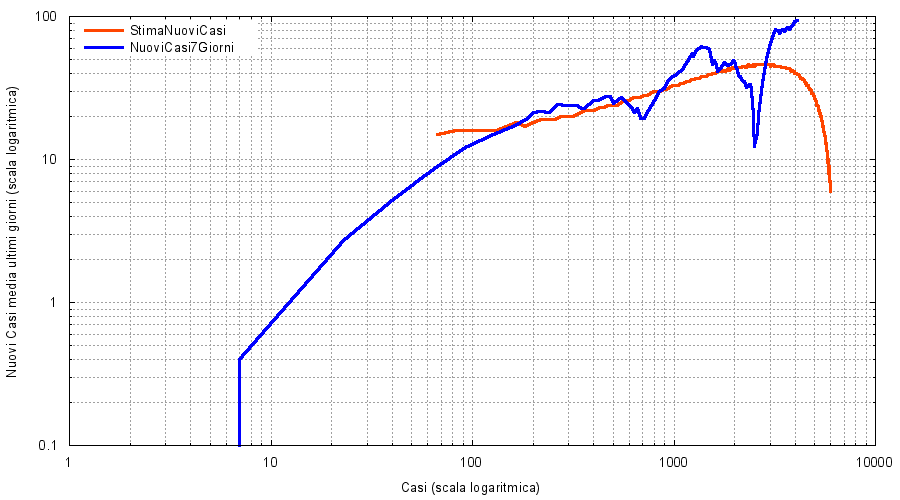 100
StimaNuoviCasi
NuoviCasi7Giorni
10
Nuovi Casi media ultimi giorni (scala logaritmica)
1
0.1
1 10 100 1000 10000
Casi (scala logaritmica)